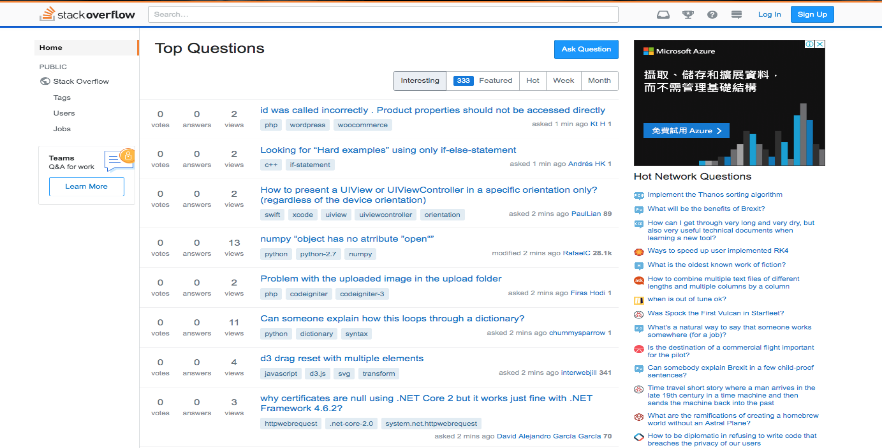 stackoverflow
Search...
Log In
Sign Up
Home
PUBLIC
Stack Overflow
Tags
Users
Jobs
Teams
Q&A for work
Learn More
Top Questions
Ask Question
Interesting
333 Featured
Hot
Week
Month
0 votes 0 answers 2 views
id was called incorrectly . Product properties should not be accessed directly
php wordpress woocommerce
asked 1 min ago KI H 1
0 votes 0 answers 2 views
Looking for “Hard examples” using only if-else-statement
c++ if-statement
asked 1 min ago Andrés HK 1
0 votes 0 answers 2 views
How to present a UIView or UIViewController in a specific orientation only?
(regardless of the device orientation)
swift xcode uiview uiviewcontroller orientation
asked 2 mins ago PaulLian 89
0 votes 0 answers 13 views
numpy "object has no atrribute "open""
python python-2.7 numpy
modified 2 mins ago RafaelC 28.1k
0 votes 0 answers 2 views
Problem with the uploaded image in the upload folder
php codeigniter codeigniter-3
asked 2 mins ago Firas Hodi 1
0 votes 0 answers 11 views
Can someone explain how this loops through a dictionary?
python dictionary syntax
asked 2 mins ago chummysparrow 1
0 votes 0 answers 4 views
d3 drag reset with multiple elements
javascript d3.js svg transform
asked 2 mins ago interwebjill 341
0 votes 0 answers 3 views
why certificates are null using .NET Core 2 but it works just fine with .NET
Framework 4.6.2?
httpwebrequest .net-core-2.0 system.net.httpwebrequest
asked 2 mins ago David Alejandro García García 70
Microsoft Azure
攝取、儲存和擴展資料，
而不需管理基礎結構
免費試用 Azure
Hot Network Questions
Implement the Thanos sorting algorithm
What will be the benefits of Brexit?
How can I get through very long and very dry, but
also very useful technical documents when
learning a new tool?
Ways to speed up user implemented RK4
What is the oldest known work of fiction?
How to combine multiple text files of different
lengths and multiple columns by a column
when is out of tune ok?
Was Spock the First Vulcan in Starfleet?
What's a natural way to say that someone works
somewhere (for a job)?
Is the destination of a commercial flight important
for the pilot?
Can somebody explain Brexit in a few child-proof
sentences?
Time travel short story where a man arrives in the
late 19th century in a time machine and then
sends the machine back into the past
What are the ramifications of creating a homebrew
world without an Astral Plane?
How to be diplomatic in refusing to write code that
breaches the privacy of our users